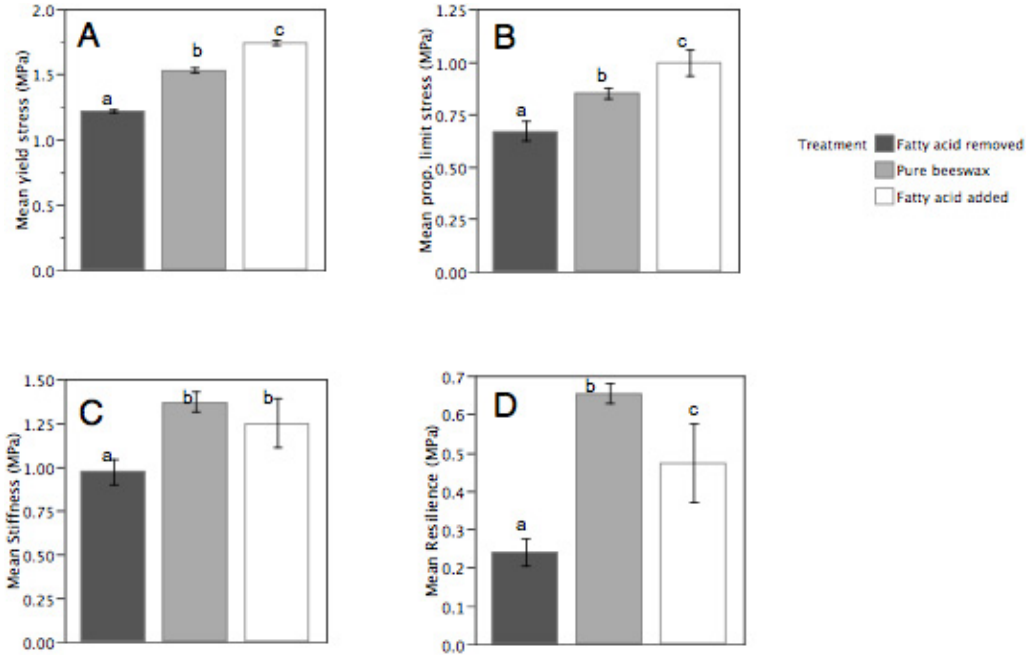 A
Mean yield stress (MPa)
2.0
1.5
1.0
0.5
0.0
a
b
c
B
Mean prop. limit stress (MPa)
1.25
1.00
0.75
0.50
0.25
0.00
a
b
c
Treatment
Fatty acid removed
Pure beeswax
Fatty acid added
C
Mean Stiffness (MPa)
1.50
1.25
1.00
0.75
0.50
0.25
0.00
a
b
b
D
Mean Resilience (MPa)
0.7
0.6
0.5
0.4
0.3
0.2
0.1
0.0
a
b
c